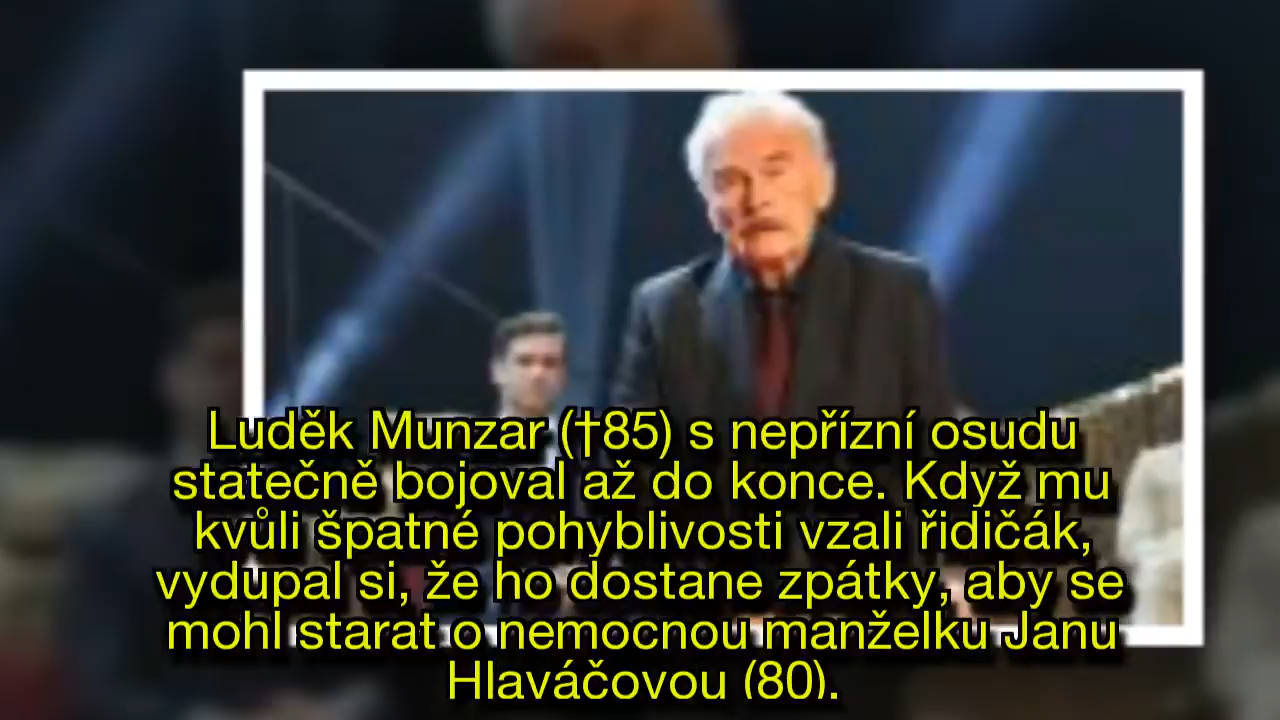 Luděk Munzar (†85) s nepřízní osudu
statečně bojoval až do konce. Když mu
kvůli špatné pohyblivosti vzali řidičák,
vydupal si, že ho dostane zpátky, aby se
mohl starat o nemocnou manželku Janu
Hlaváčovou (80).